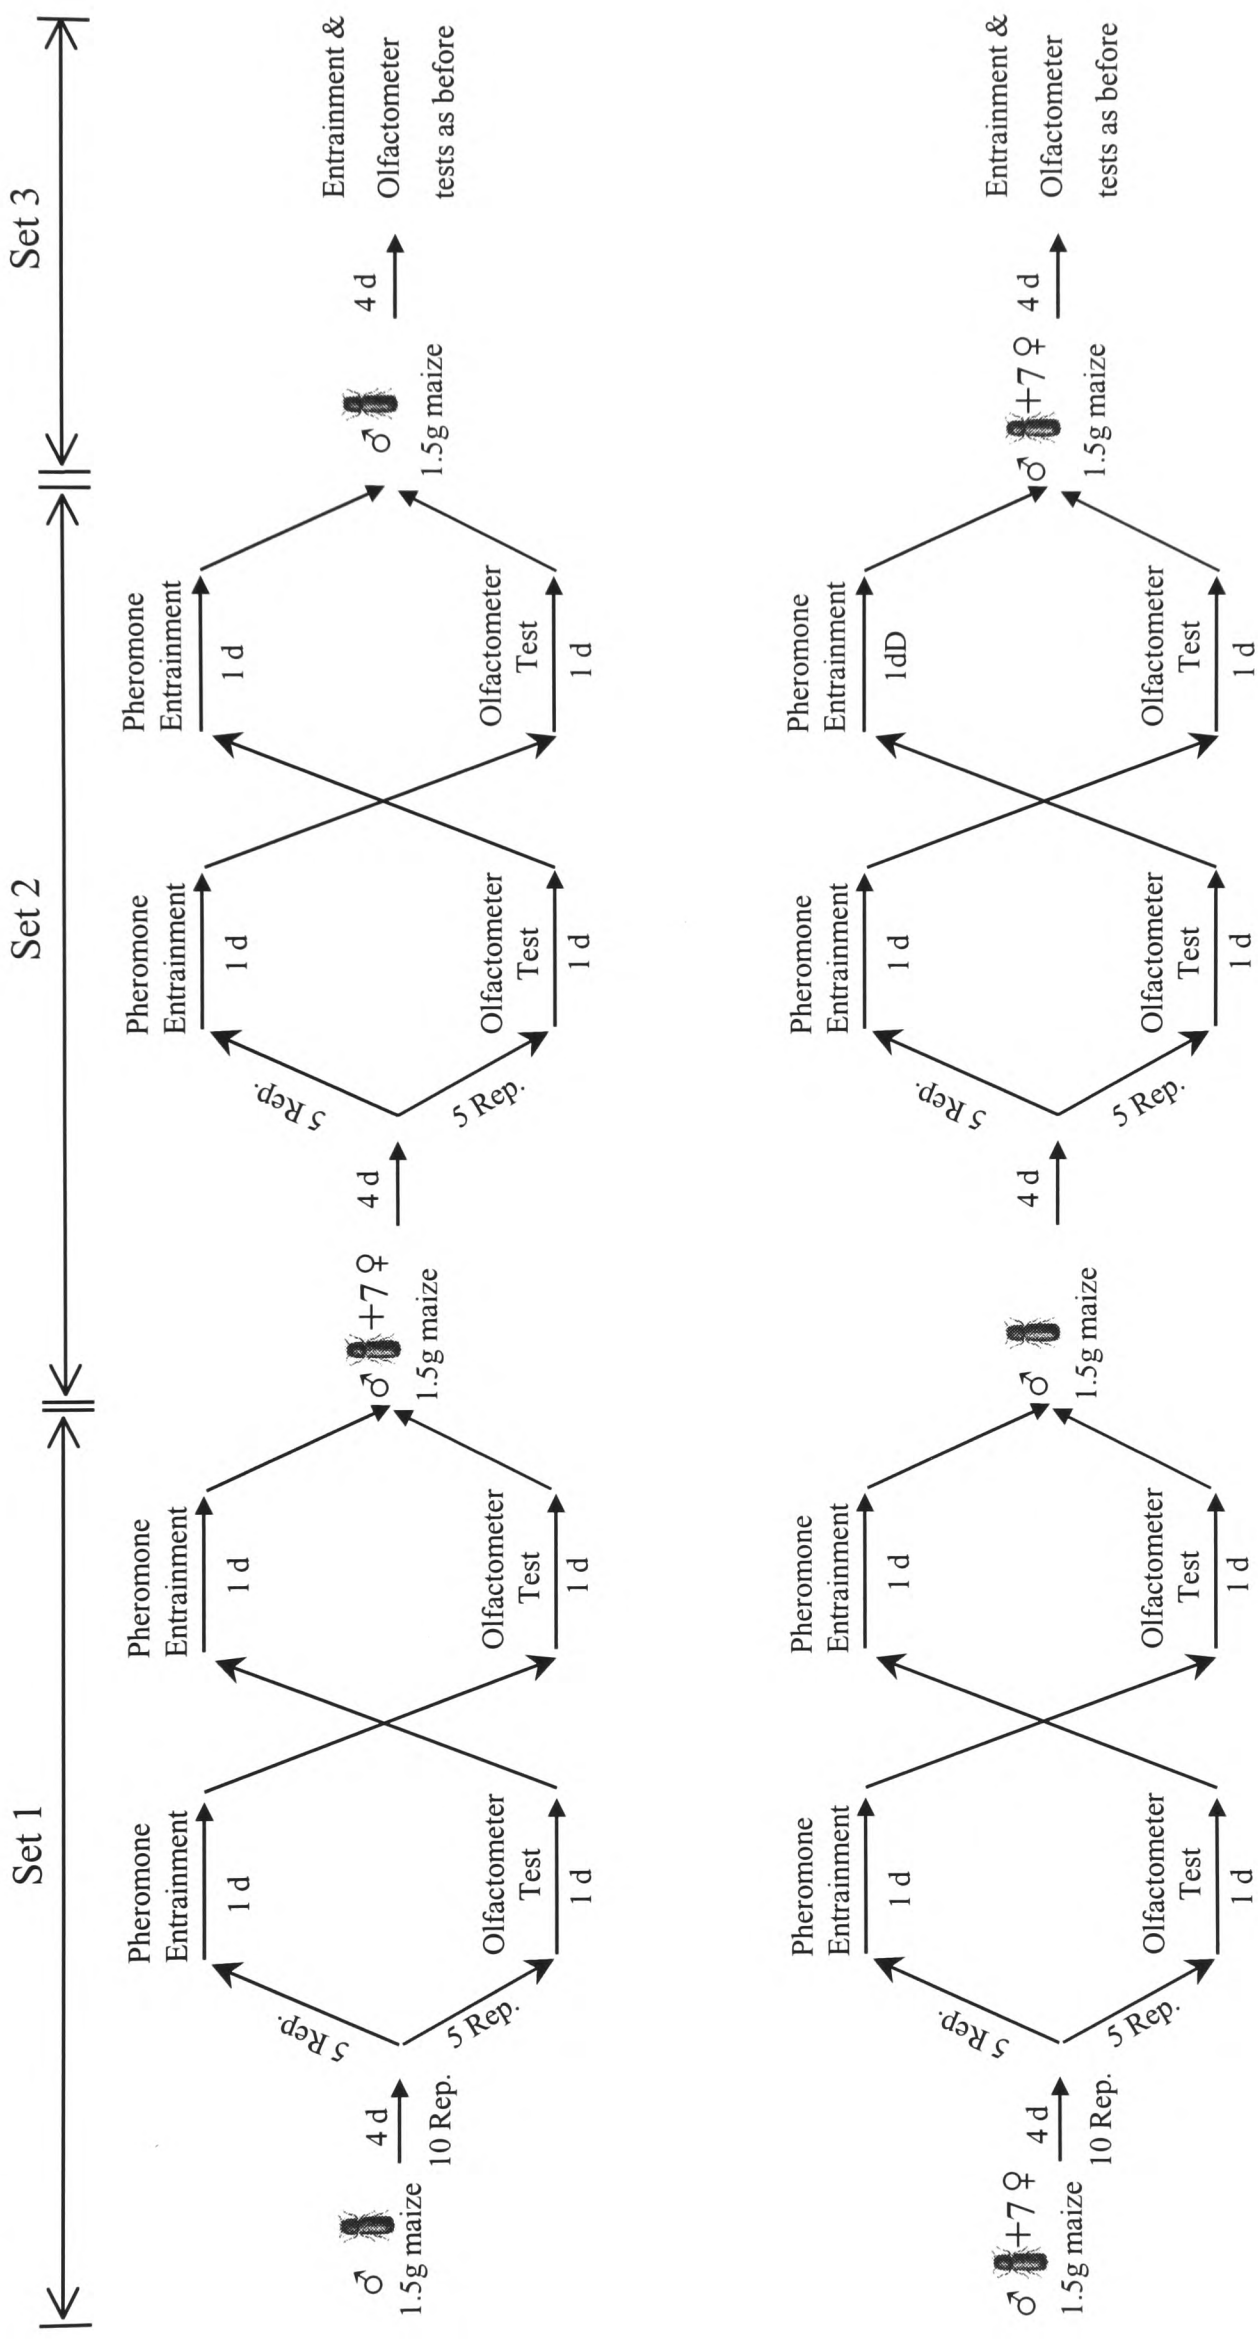 Set 1
Set 2
Set 3
Pheromone
Entrainment
1 d
Pheromone
Entrainment
1 d
Pheromone
Entrainment
1 d
Pheromone
Entrainment
1 d
5 Rep.
5 Rep.
♂
1.5g maize
4 d
10 Rep.
5 Rep.
5 Rep.
♂ +7 ♀
1.5g maize
4 d
♂
1.5g maize
4 d
Entrainment &
Olfactometer
tests as before
Olfactometer
Test
1 d
Olfactometer
Test
1 d
Olfactometer
Test
1 d
Olfactometer
Test
1 d
Pheromone
Entrainment
1 d
Pheromone
Entrainment
1 d
Pheromone
Entrainment
1 d
Pheromone
Entrainment
1dD
5 Rep.
5 Rep.
♂ +7 ♀
1.5g maize
4 d
10 Rep.
5 Rep.
5 Rep.
♂
1.5g maize
4 d
♂ +7 ♀
1.5g maize
4 d
Entrainment &
Olfactometer
tests as before
Olfactometer
Test
1 d
Olfactometer
Test
1 d
Olfactometer
Test
1 d
Olfactometer
Test
1 d